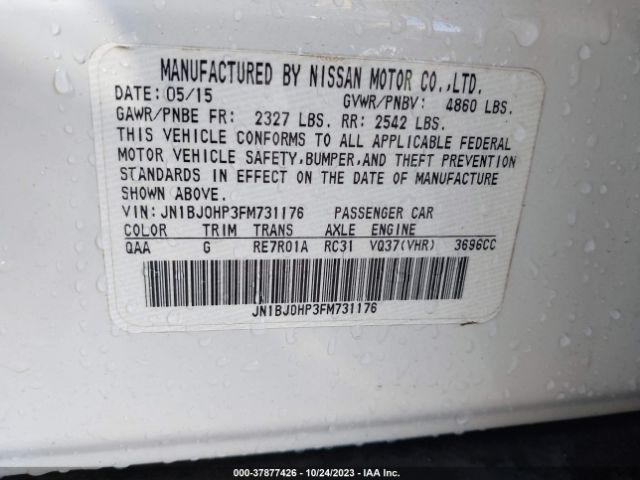 MANUFACTURED BY NISSAN MOTOR CO.,LTD.
DATE: 05/15 GVWR/PNBV: 4860 LBS.
GAWR/PNBE FR: 2327 LBS. RR: 2542 LBS.
THIS VEHICLE CONFORMS TO ALL APPLICABLE FEDERAL
MOTOR VEHICLE SAFETY,BUMPER,AND THEFT PREVENTION
STANDARDS IN EFFECT ON THE DATE OF MANUFACTURE
SHOWN ABOVE.
VIN: JN1BJ0HP3FM731176 PASSENGER CAR
COLOR TRIM TRANS AXLE ENGINE
QAA G RE7R01A RC31 VQ37(VHR) 3696CC
JN1BJ0HP3FM731176
000-37877426 - 10/24/2023 - IAA Inc.